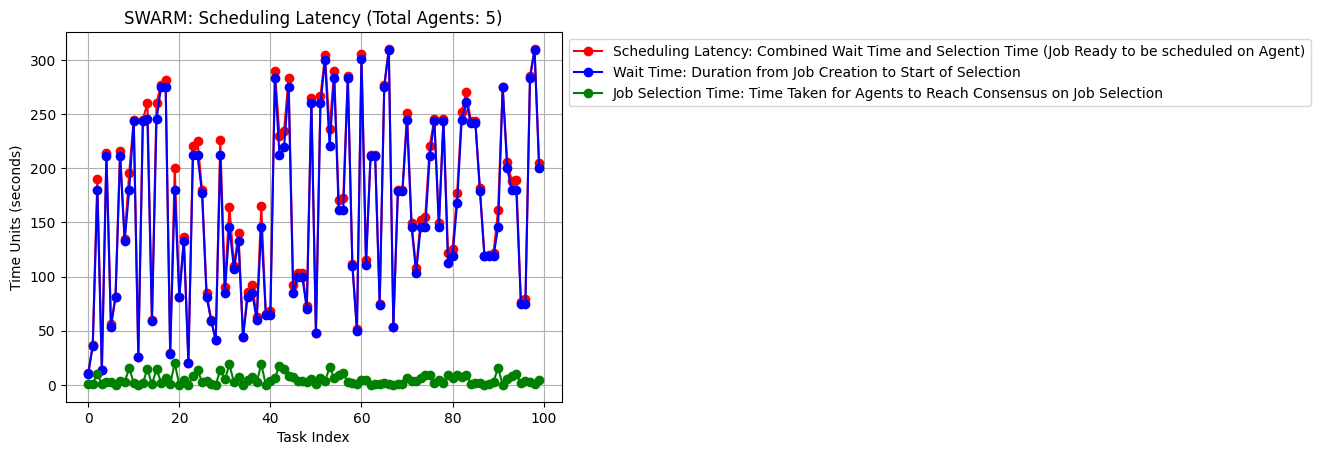 SWARM: Scheduling Latency (Total Agents: 5)
Scheduling Latency: Combined Wait Time and Selection Time (Job Ready to be scheduled on Agent)
Wait Time: Duration from Job Creation to Start of Selection
Job Selection Time: Time Taken for Agents to Reach Consensus on Job Selection
Time Units (seconds)
300
250
200
150
100
50
0
0 20 40 60 80 100
Task Index